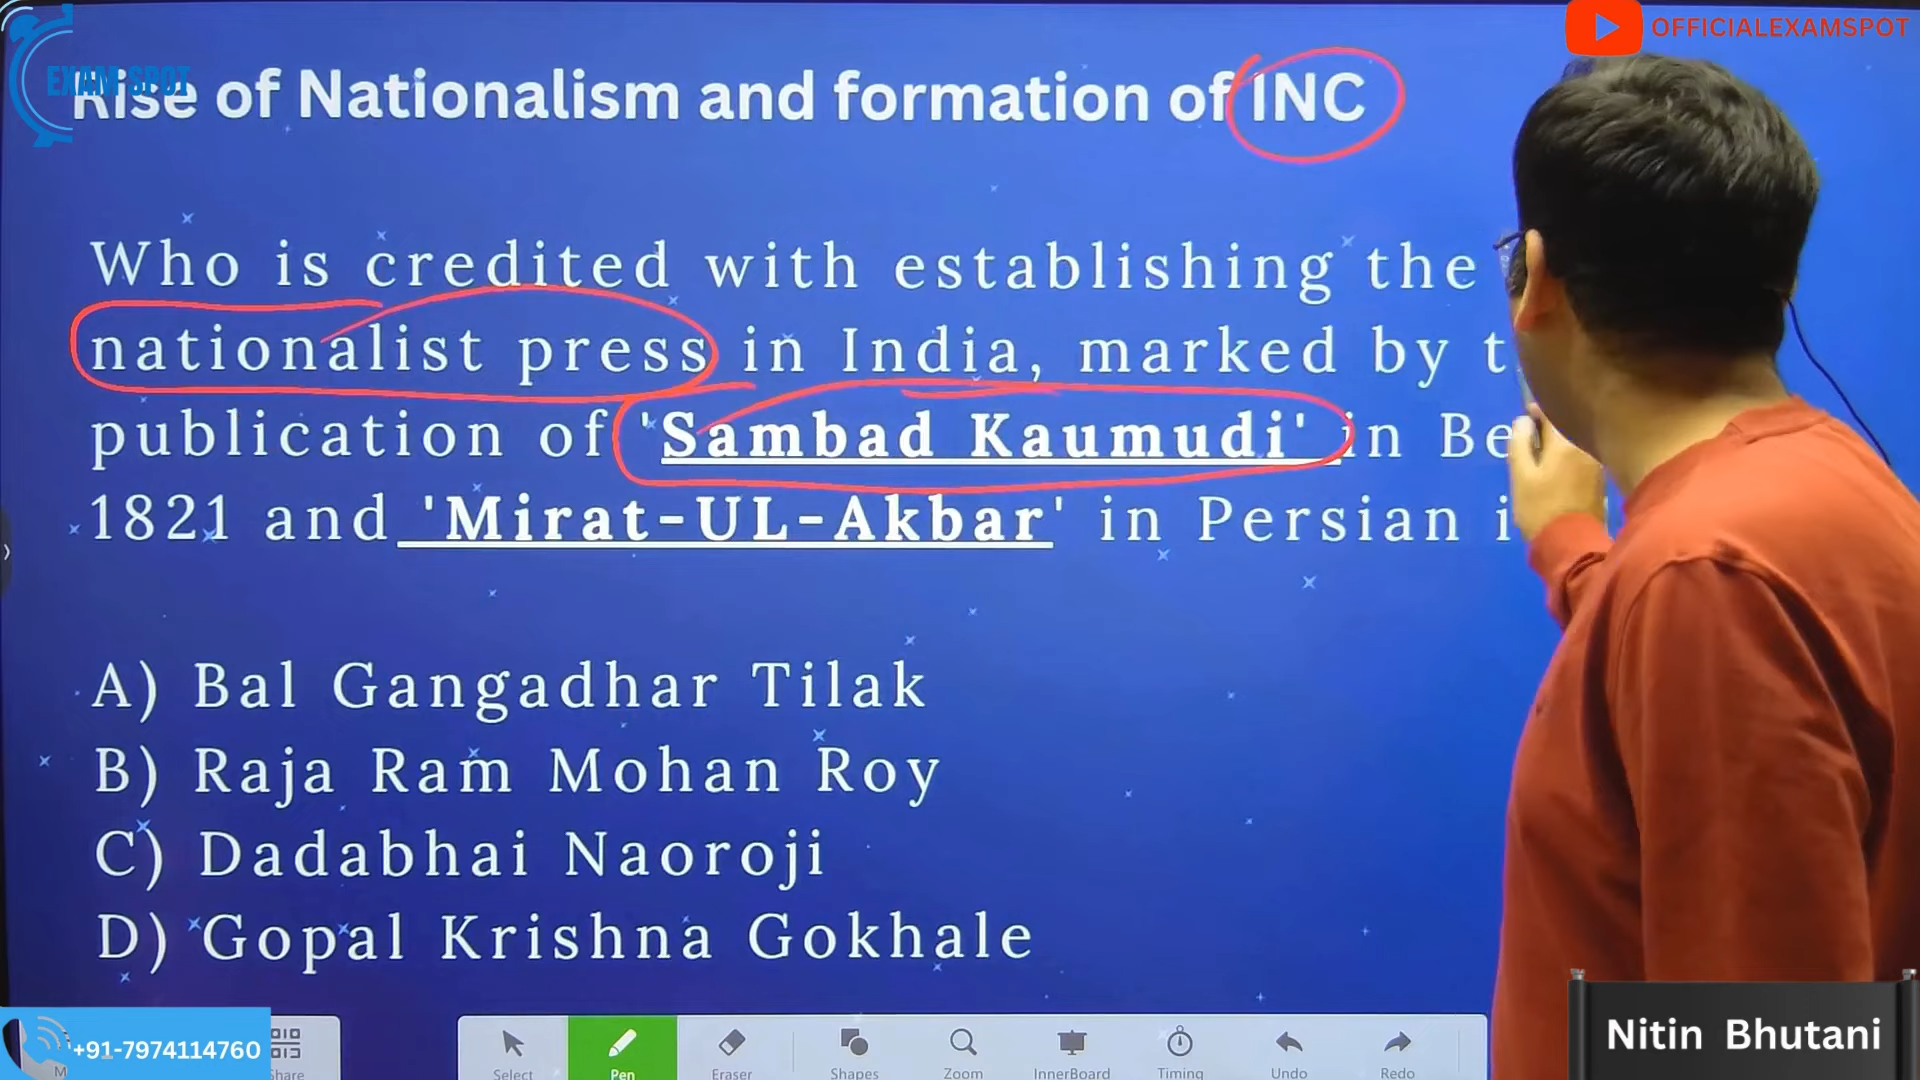 EXAM SPOT
OFFICIALEXAMSPOT
Rise of Nationalism and formation of INC
Who is credited with establishing the
nationalist press in India, marked by
publication of 'Sambad Kaumudi' in
1821 and 'Mirat-UL-Akbar' in Persian
A) Bal Gangadhar Tilak
B) Raja Ram Mohan Roy
C) Dadabhai Naoroji
D) Gopal Krishna Gokhale
+91-7974114760
Select Pen Eraser Shapes Zoom InnerBoard Timing Undo Redo
Nitin Bhutani